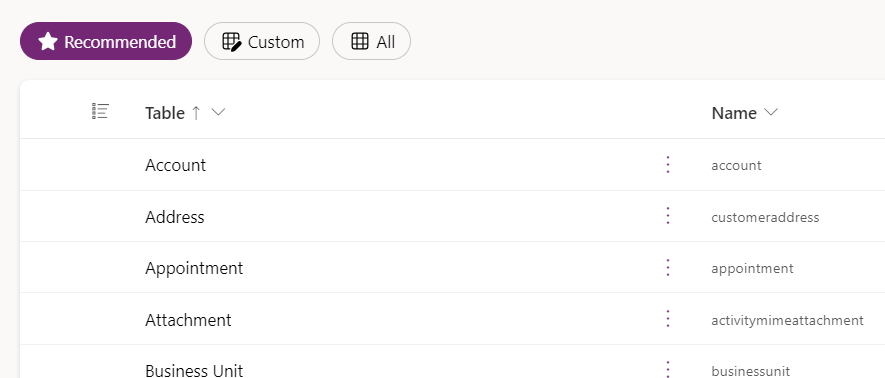 Recommended Custom All
Table Name
Account account
Address customeraddress
Appointment appointment
Attachment activitymimeattachment
Business Unit businessunit